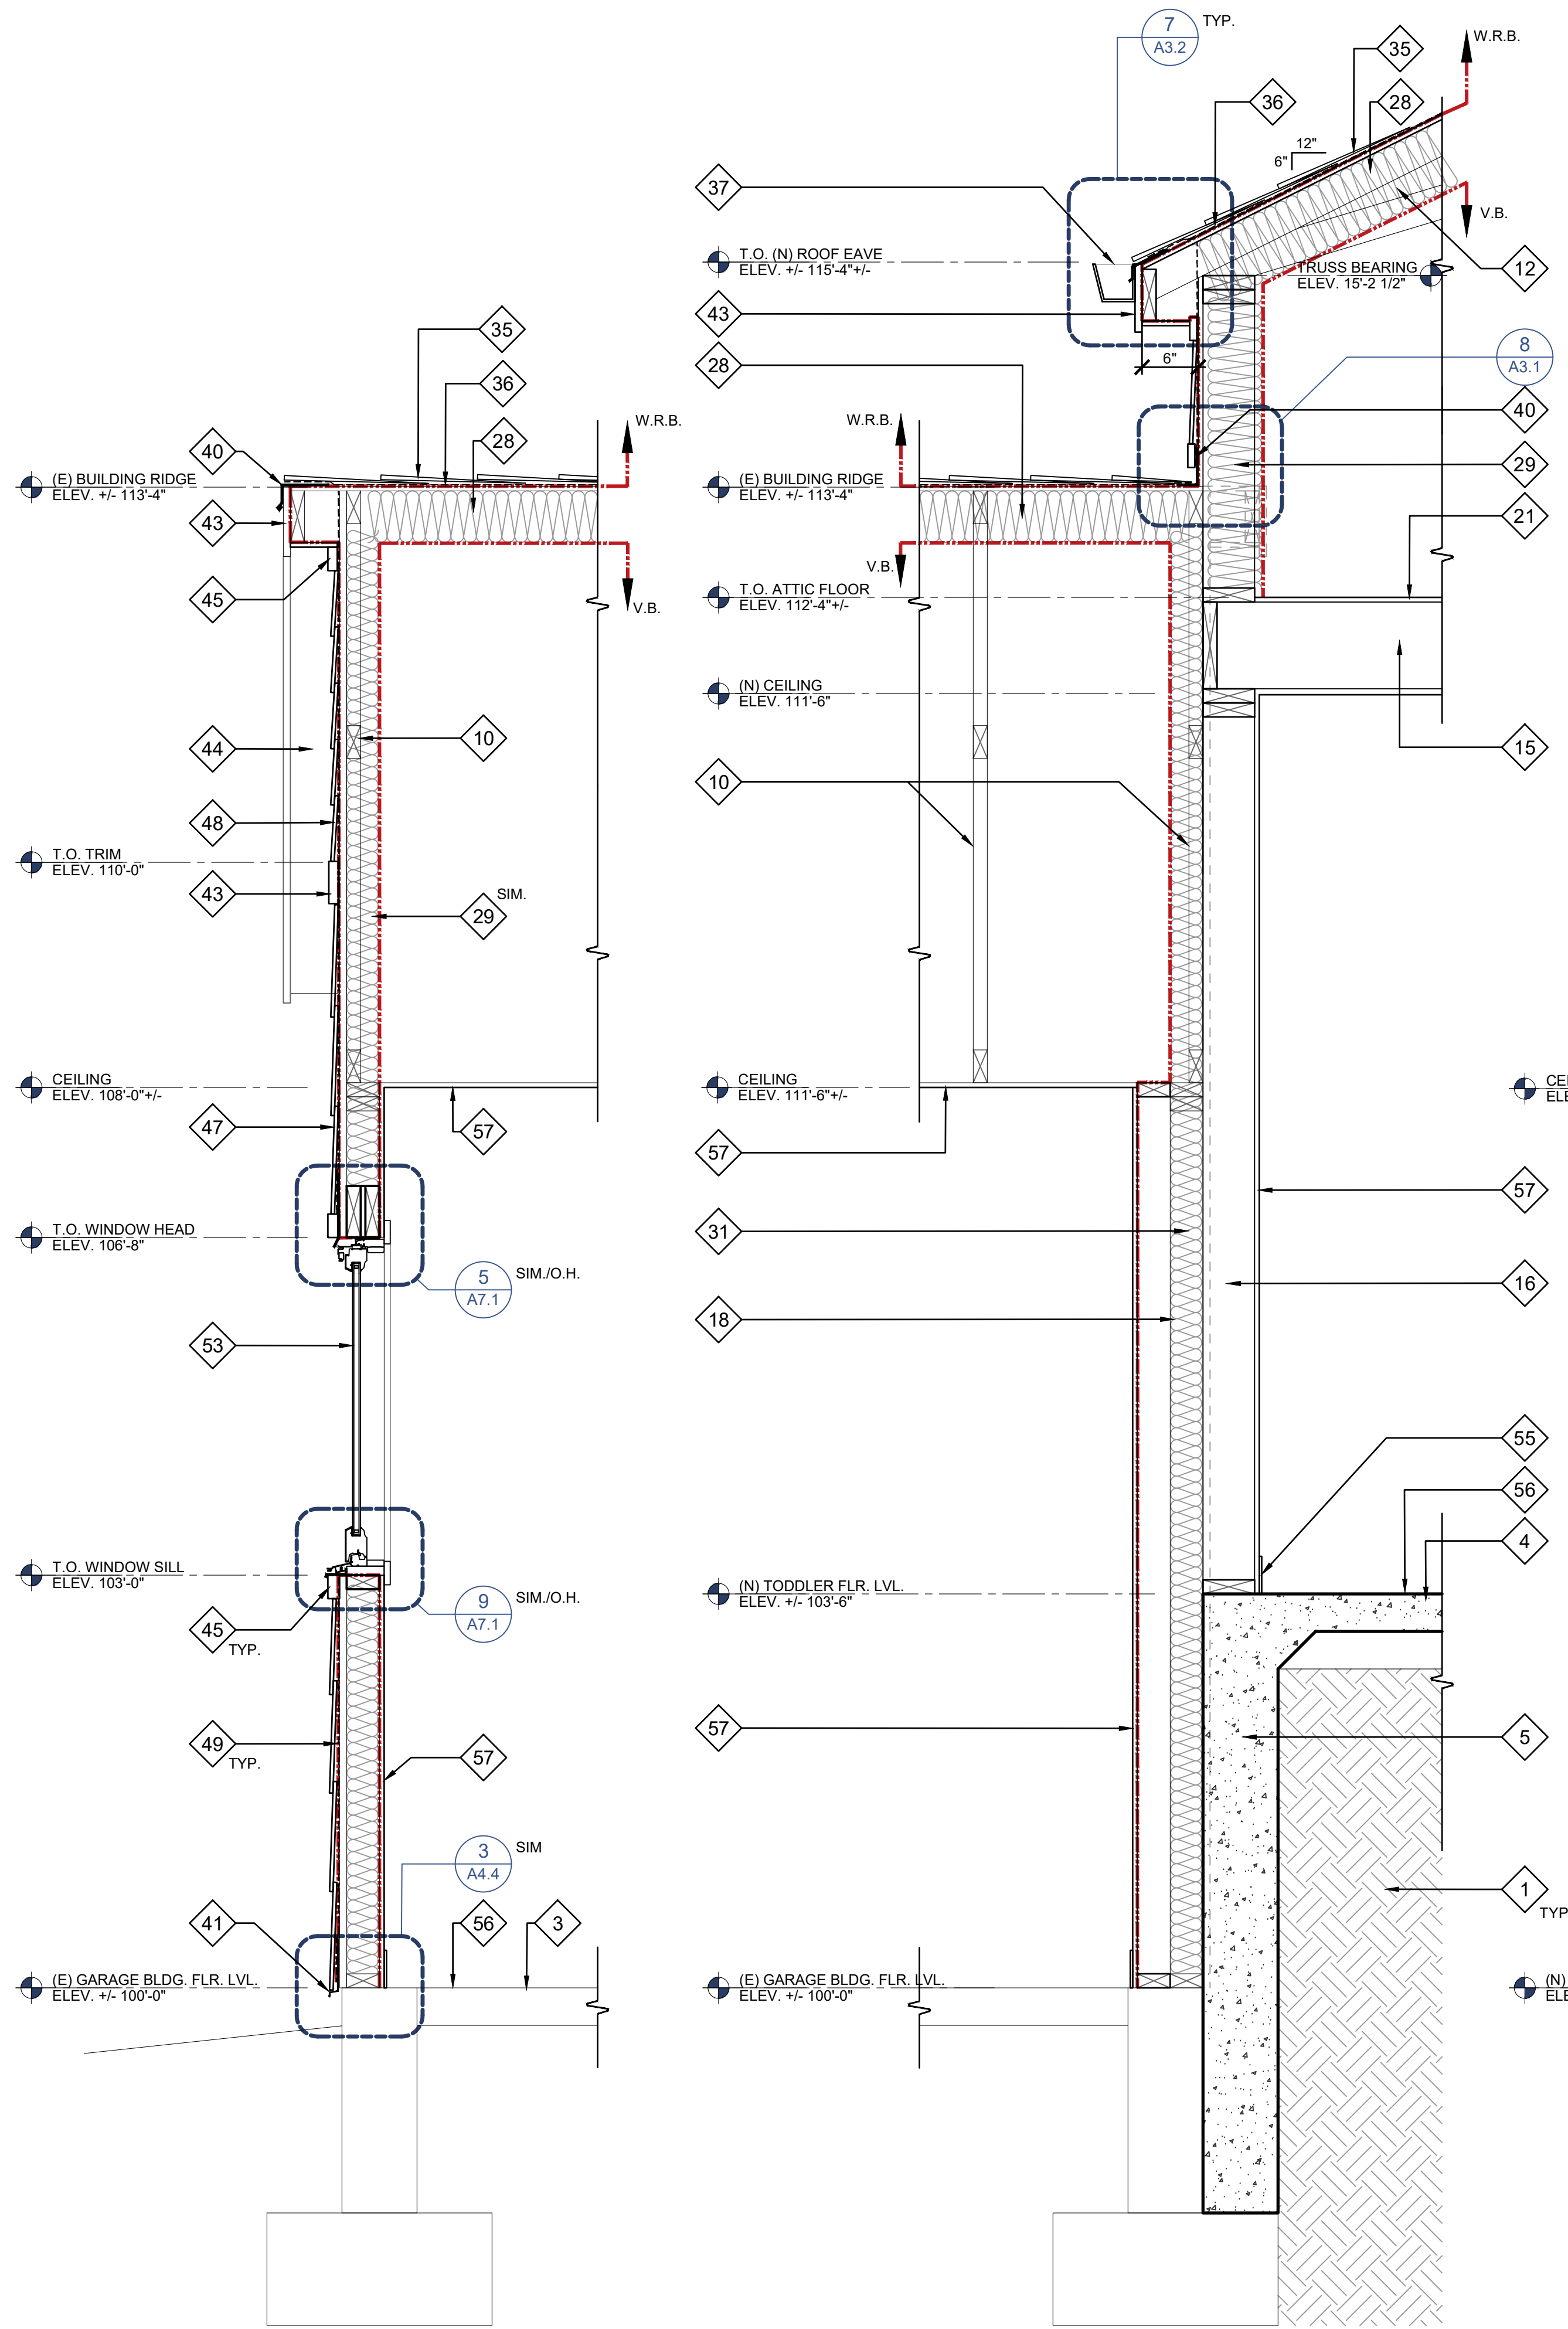 7
A3.2
TYP.
W.R.B.
35
28
36
12"
6"
37
V.B.
T.O. (N) ROOF EAVE
ELEV. +/- 115'-4"+/-
12
TRUSS BEARING
ELEV. 15'-2 1/2"
43
6"
8
A3.1
28
40
29
21
W.R.B.
(E) BUILDING RIDGE
ELEV. +/- 113'-4"
V.B.
T.O. ATTIC FLOOR
ELEV. 112'-4"+/-
(N) CEILING
ELEV. 111'-6"
15
10
CEILING
ELEV. 111'-6"+/-
57
57
31
16
18
55
56
4
(N) TODDLER FLR. LVL.
ELEV. +/- 103'-6"
57
5
1
TYP
(E) GARAGE BLDG. FLR. LVL.
ELEV. +/- 100'-0"
35
36
28
W.R.B.
40
(E) BUILDING RIDGE
ELEV. +/- 113'-4"
43
45
V.B.
10
44
48
T.O. TRIM
ELEV. 110'-0"
43
29
SIM.
CEILING
ELEV. 108'-0"+/-
47
57
T.O. WINDOW HEAD
ELEV. 106'-8"
5
A7.1
SIM./O.H.
53
T.O. WINDOW SILL
ELEV. 103'-0"
9
A7.1
SIM./O.H.
45
TYP.
49
TYP.
57
3
A4.4
SIM
41
56
3
(E) GARAGE BLDG. FLR. LVL.
ELEV. +/- 100'-0"
(N)